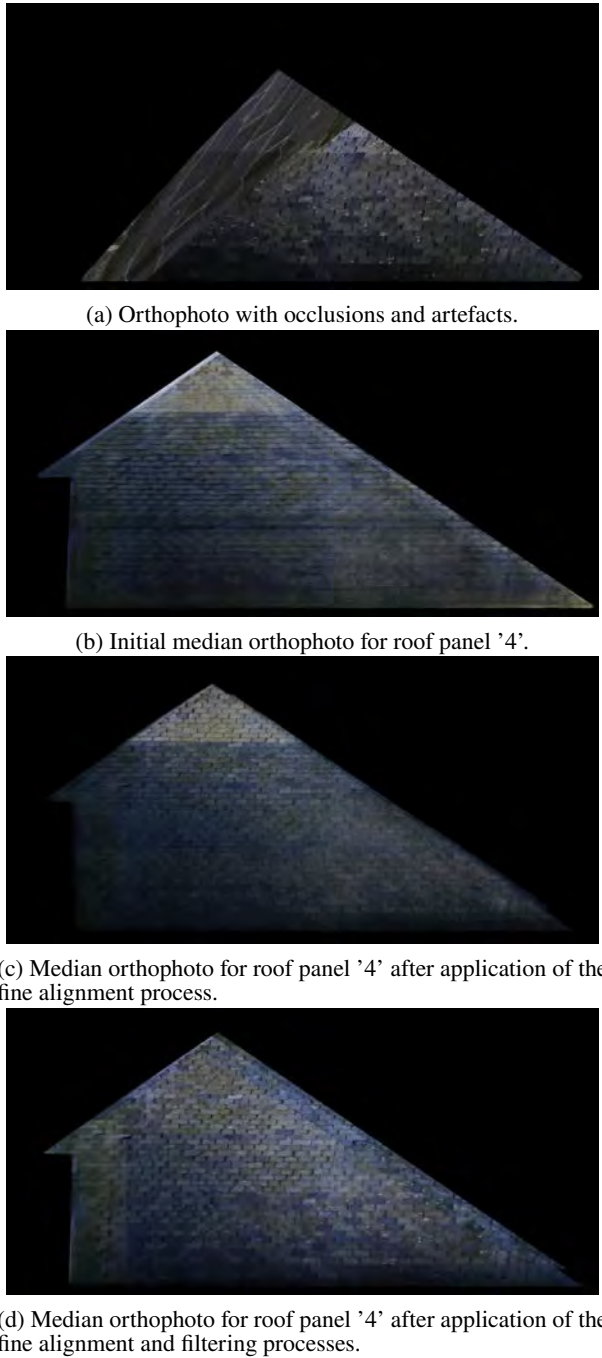 (a) Orthophoto with occlusions and artefacts.
(b) Initial median orthophoto for roof panel ’4’.
(c) Median orthophoto for roof panel ’4’ after application of the
fine alignment process.
(d) Median orthophoto for roof panel ’4’ after application of the
fine alignment and filtering processes.